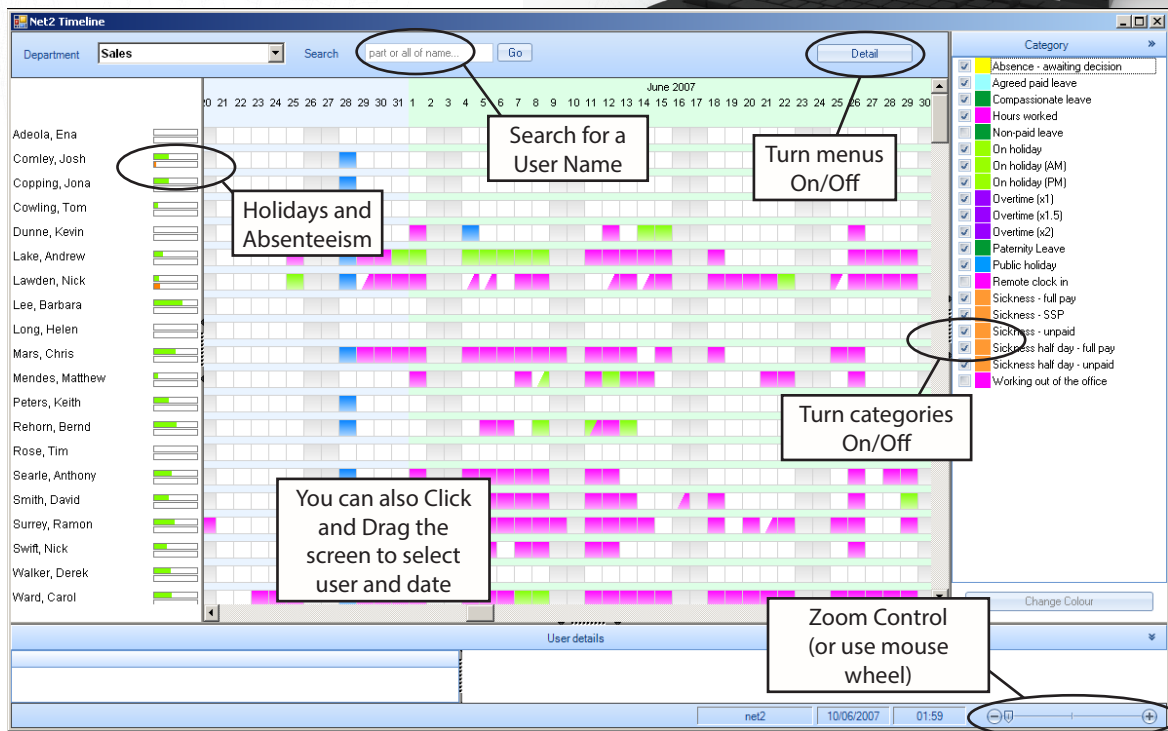 Net2 Timeline
Department Sales Search part or all of name... Go Detail
Category »
June 2007
20 21 22 23 24 25 26 27 28 29 30 31 1 2 3 4 5 6 7 8 9 10 11 12 13 14 15 16 17 18 19 20 21 22 23 24 25 26 27 28 29 30
Absence - awaiting decision
Agreed paid leave
Compassionate leave
Hours worked
Non-paid leave
On holiday
On holiday (AM)
On holiday (PM)
Overtime (x1)
Overtime (x1.5)
Overtime (x2)
Paternity Leave
Public holiday
Remote clock in
Sickness - full pay
Sickness - SSP
Sickness - unpaid
Sickness half day - full pay
Sickness half day - unpaid
Working out of the office
Adeola, Ena
Comley, Josh
Copping, Jona
Cowling, Tom
Dunne, Kevin
Lake, Andrew
Lawden, Nick
Lee, Barbara
Long, Helen
Mars, Chris
Mendes, Matthew
Peters, Keith
Rehorn, Bernd
Rose, Tim
Searle, Anthony
Smith, David
Surrey, Ramon
Swift, Nick
Walker, Derek
Ward, Carol
Search for a
User Name
Turn menus
On/Off
Holidays and
Absenteeism
Turn categories
On/Off
You can also Click
and Drag the
screen to select
user and date
Change Colour
Zoom Control
(or use mouse
wheel)
User details
net2 10/06/2007 01:59